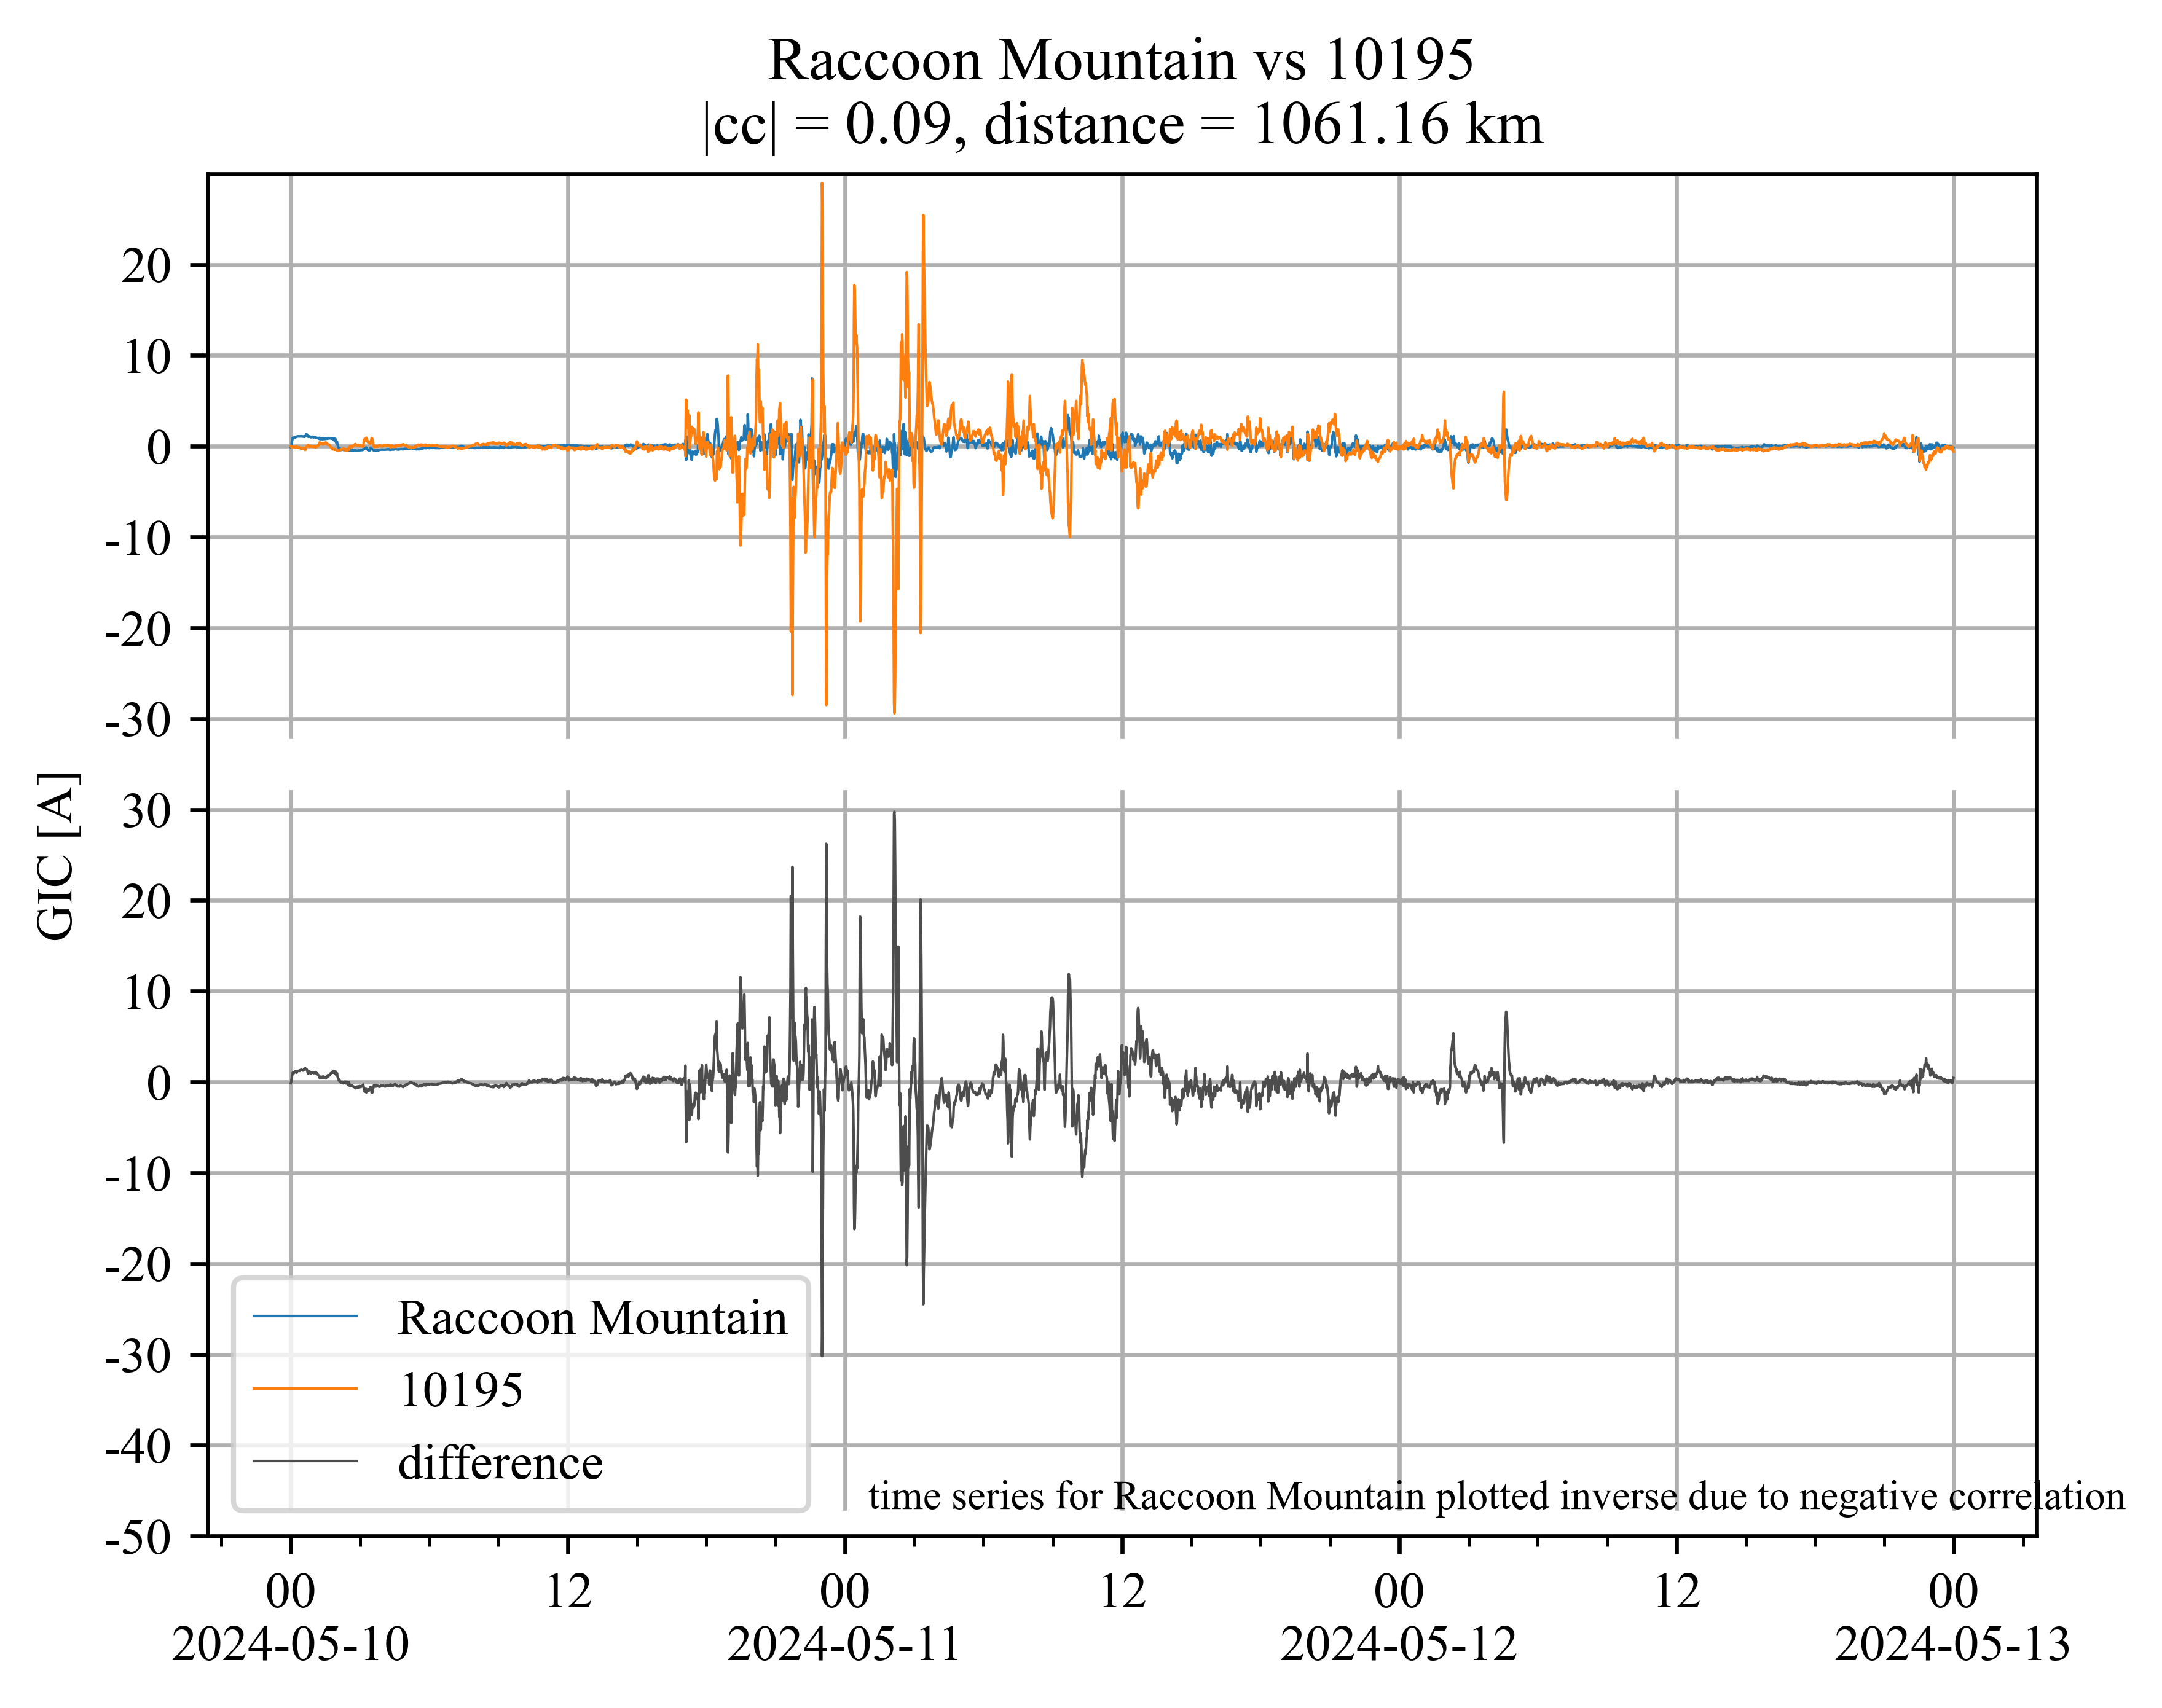 Raccoon Mountain vs 10195
|cc| = 0.09, distance = 1061.16 km
20
10
0
-10
-20
-30
GIC [A]
30
20
10
0
-10
-20
-30
-40
-50
Raccoon Mountain
10195
difference
time series for Raccoon Mountain plotted inverse due to negative correlation
00 12 00 12 00 12 00
2024-05-10 2024-05-11 2024-05-12 2024-05-13